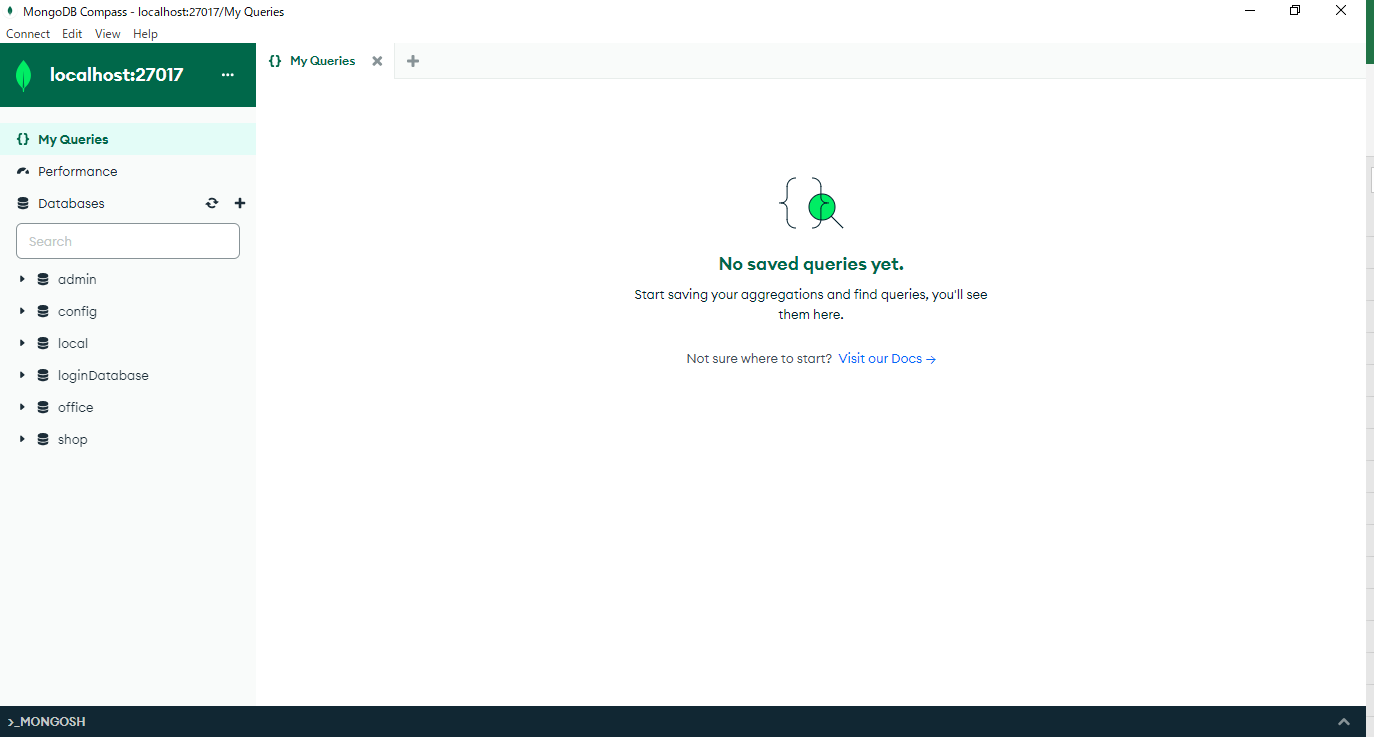 MongoDB Compass - localhost:27017/My Queries
Connect Edit View Help
localhost:27017 ...
{} My Queries
{} My Queries
Performance
Databases
Search
admin
config
local
loginDatabase
office
shop
No saved queries yet.
Start saving your aggregations and find queries, you'll see
them here.
Not sure where to start? Visit our Docs →
>_MONGOSH